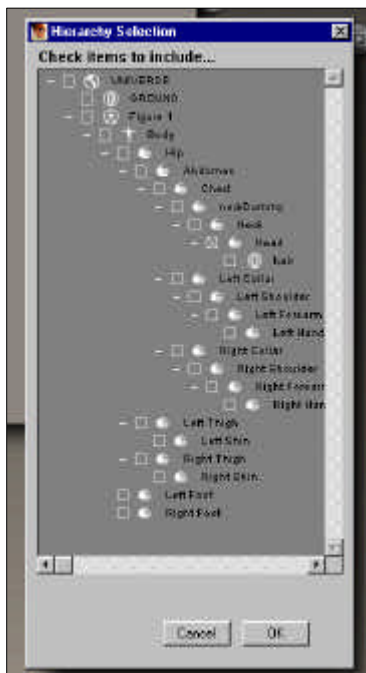 Hierarchy Selection
Check items to include...
UNIVERSE
GROUND
Figure 1
Body
Hip
Abdomen
Chest
neckDummy
Neck
Head
hair
Left Collar
Left Shoulder
Left Forearm
Left Hand
Right Collar
Right Shoulder
Right Forearm
Right Han
Left Thigh
Left Shin
Right Thigh
Right Shin
Left Foot
Right Foot
Cancel OK